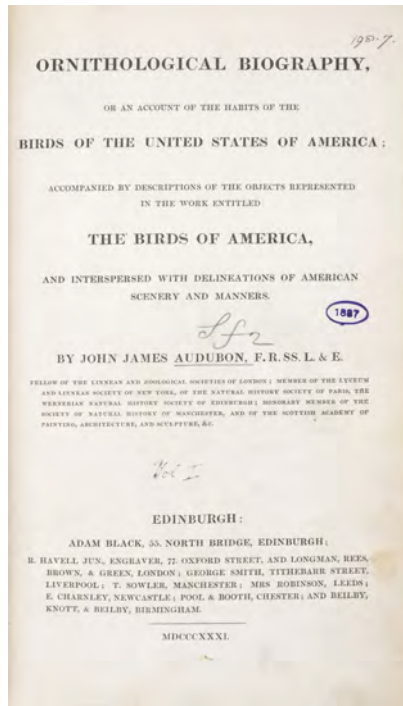 ORNITHOLOGICAL BIOGRAPHY,
OR AN ACCOUNT OF THE HABITS OF THE
BIRDS OF THE UNITED STATES OF AMERICA;
ACCOMPANIED BY DESCRIPTIONS OF THE OBJECTS REPRESENTED
IN THE WORK ENTITLED
THE BIRDS OF AMERICA,
AND INTERSPERSED WITH DELINEATIONS OF AMERICAN
SCENERY AND MANNERS.
1887
BY JOHN JAMES AUDUBON, F.R.SS.L. & E.
FELLOW OF THE LINNEAN AND ZOOLOGICAL SOCIETIES OF LONDON; MEMBER OF THE LYCEUM
AND LINNEAN SOCIETY OF NEW YORK, OF THE NATURAL HISTORY SOCIETY OF PARIS, THE
WERNERIAN NATURAL HISTORY SOCIETY OF EDINBURGH; HONORARY MEMBER OF THE
SOCIETY OF NATURAL HISTORY OF MANCHESTER, AND OF THE SCOTTISH ACADEMY OF
PAINTING, ARCHITECTURE, AND SCULPTURE, &c.
Vol I
EDINBURGH:
ADAM BLACK, 55. NORTH BRIDGE, EDINBURGH;
R. HAVELL JUN., ENGRAVER, 77. OXFORD STREET, AND LONGMAN, REES,
BROWN, & GREEN, LONDON; GEORGE SMITH, TITHEBARR STREET,
LIVERPOOL; T. SOWLER, MANCHESTER; MRS ROBINSON, LEEDS;
E. CHARNLEY, NEWCASTLE; POOL & BOOTH, CHESTER; AND BEILBY,
KNOTT, & BEILBY, BIRMINGHAM.
MDCCCXXXI.